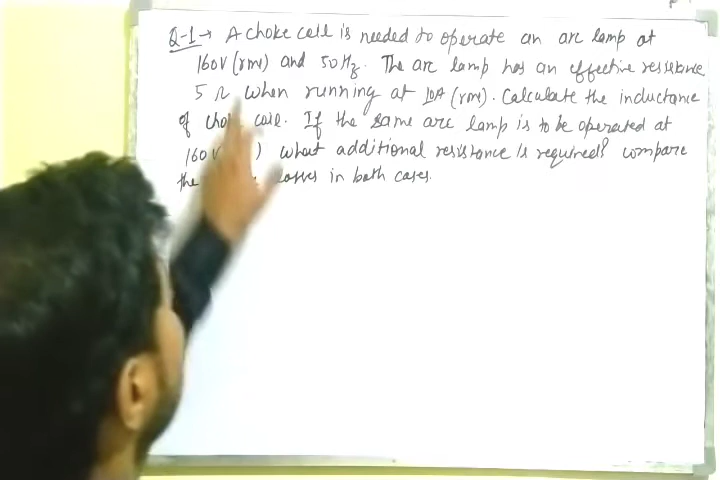 Q-1→ A choke coil is needed to operate an arc lamp at
160V (rms) and 50Hz. The arc lamp has an effective resistance
5 Ω when running at 10A (rms). Calculate the inductance
of coil. If the same arc lamp is to be operated at
160V ) what additional resistance is required? compare
the losses in both cases.